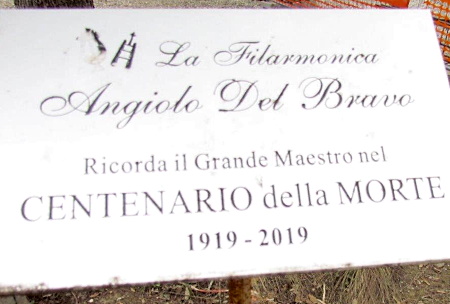 La Filarmonica
Angiolo Del Bravo
Ricorda il Grande Maestro nel
CENTENARIO della MORTE
1919 - 2019